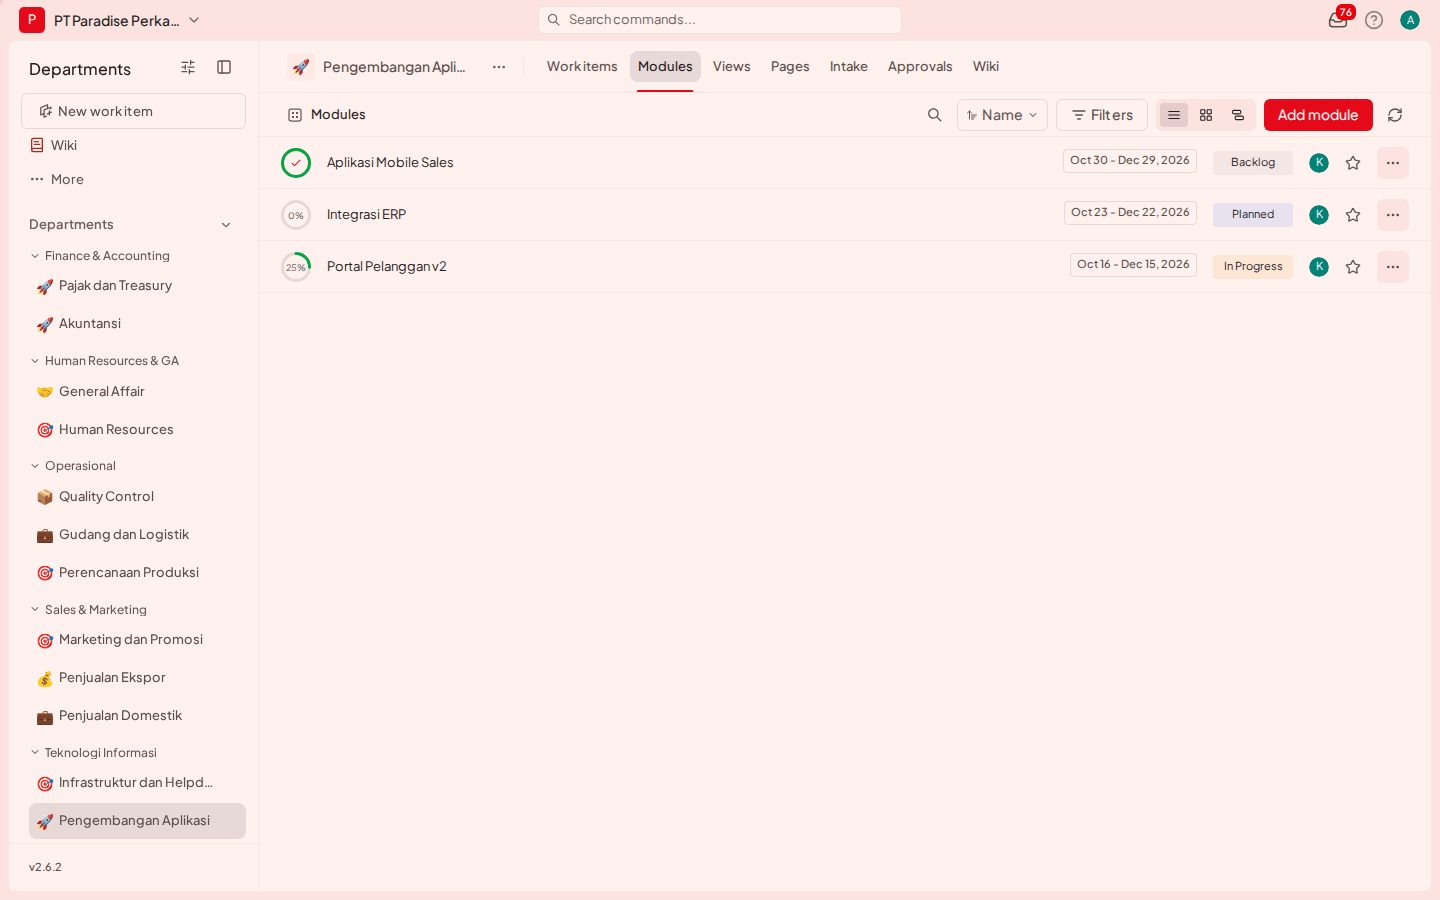 P PT Paradise Perka...
Search commands...
76
A
Departments
New work item
Wiki
More
Departments
Finance & Accounting
Pajak dan Treasury
Akuntansi
Human Resources & GA
General Affair
Human Resources
Operasional
Quality Control
Gudang dan Logistik
Perencanaan Produksi
Sales & Marketing
Marketing dan Promosi
Penjualan Ekspor
Penjualan Domestik
Teknologi Informasi
Infrastruktur dan Helpd...
Pengembangan Aplikasi
v2.6.2
Pengembangan Apli...
Work items Modules Views Pages Intake Approvals Wiki
Modules
Name Filters Add module
Aplikasi Mobile Sales Oct 30 - Dec 29, 2026 Backlog K
0% Integrasi ERP Oct 23 - Dec 22, 2026 Planned K
25% Portal Pelanggan v2 Oct 16 - Dec 15, 2026 In Progress K